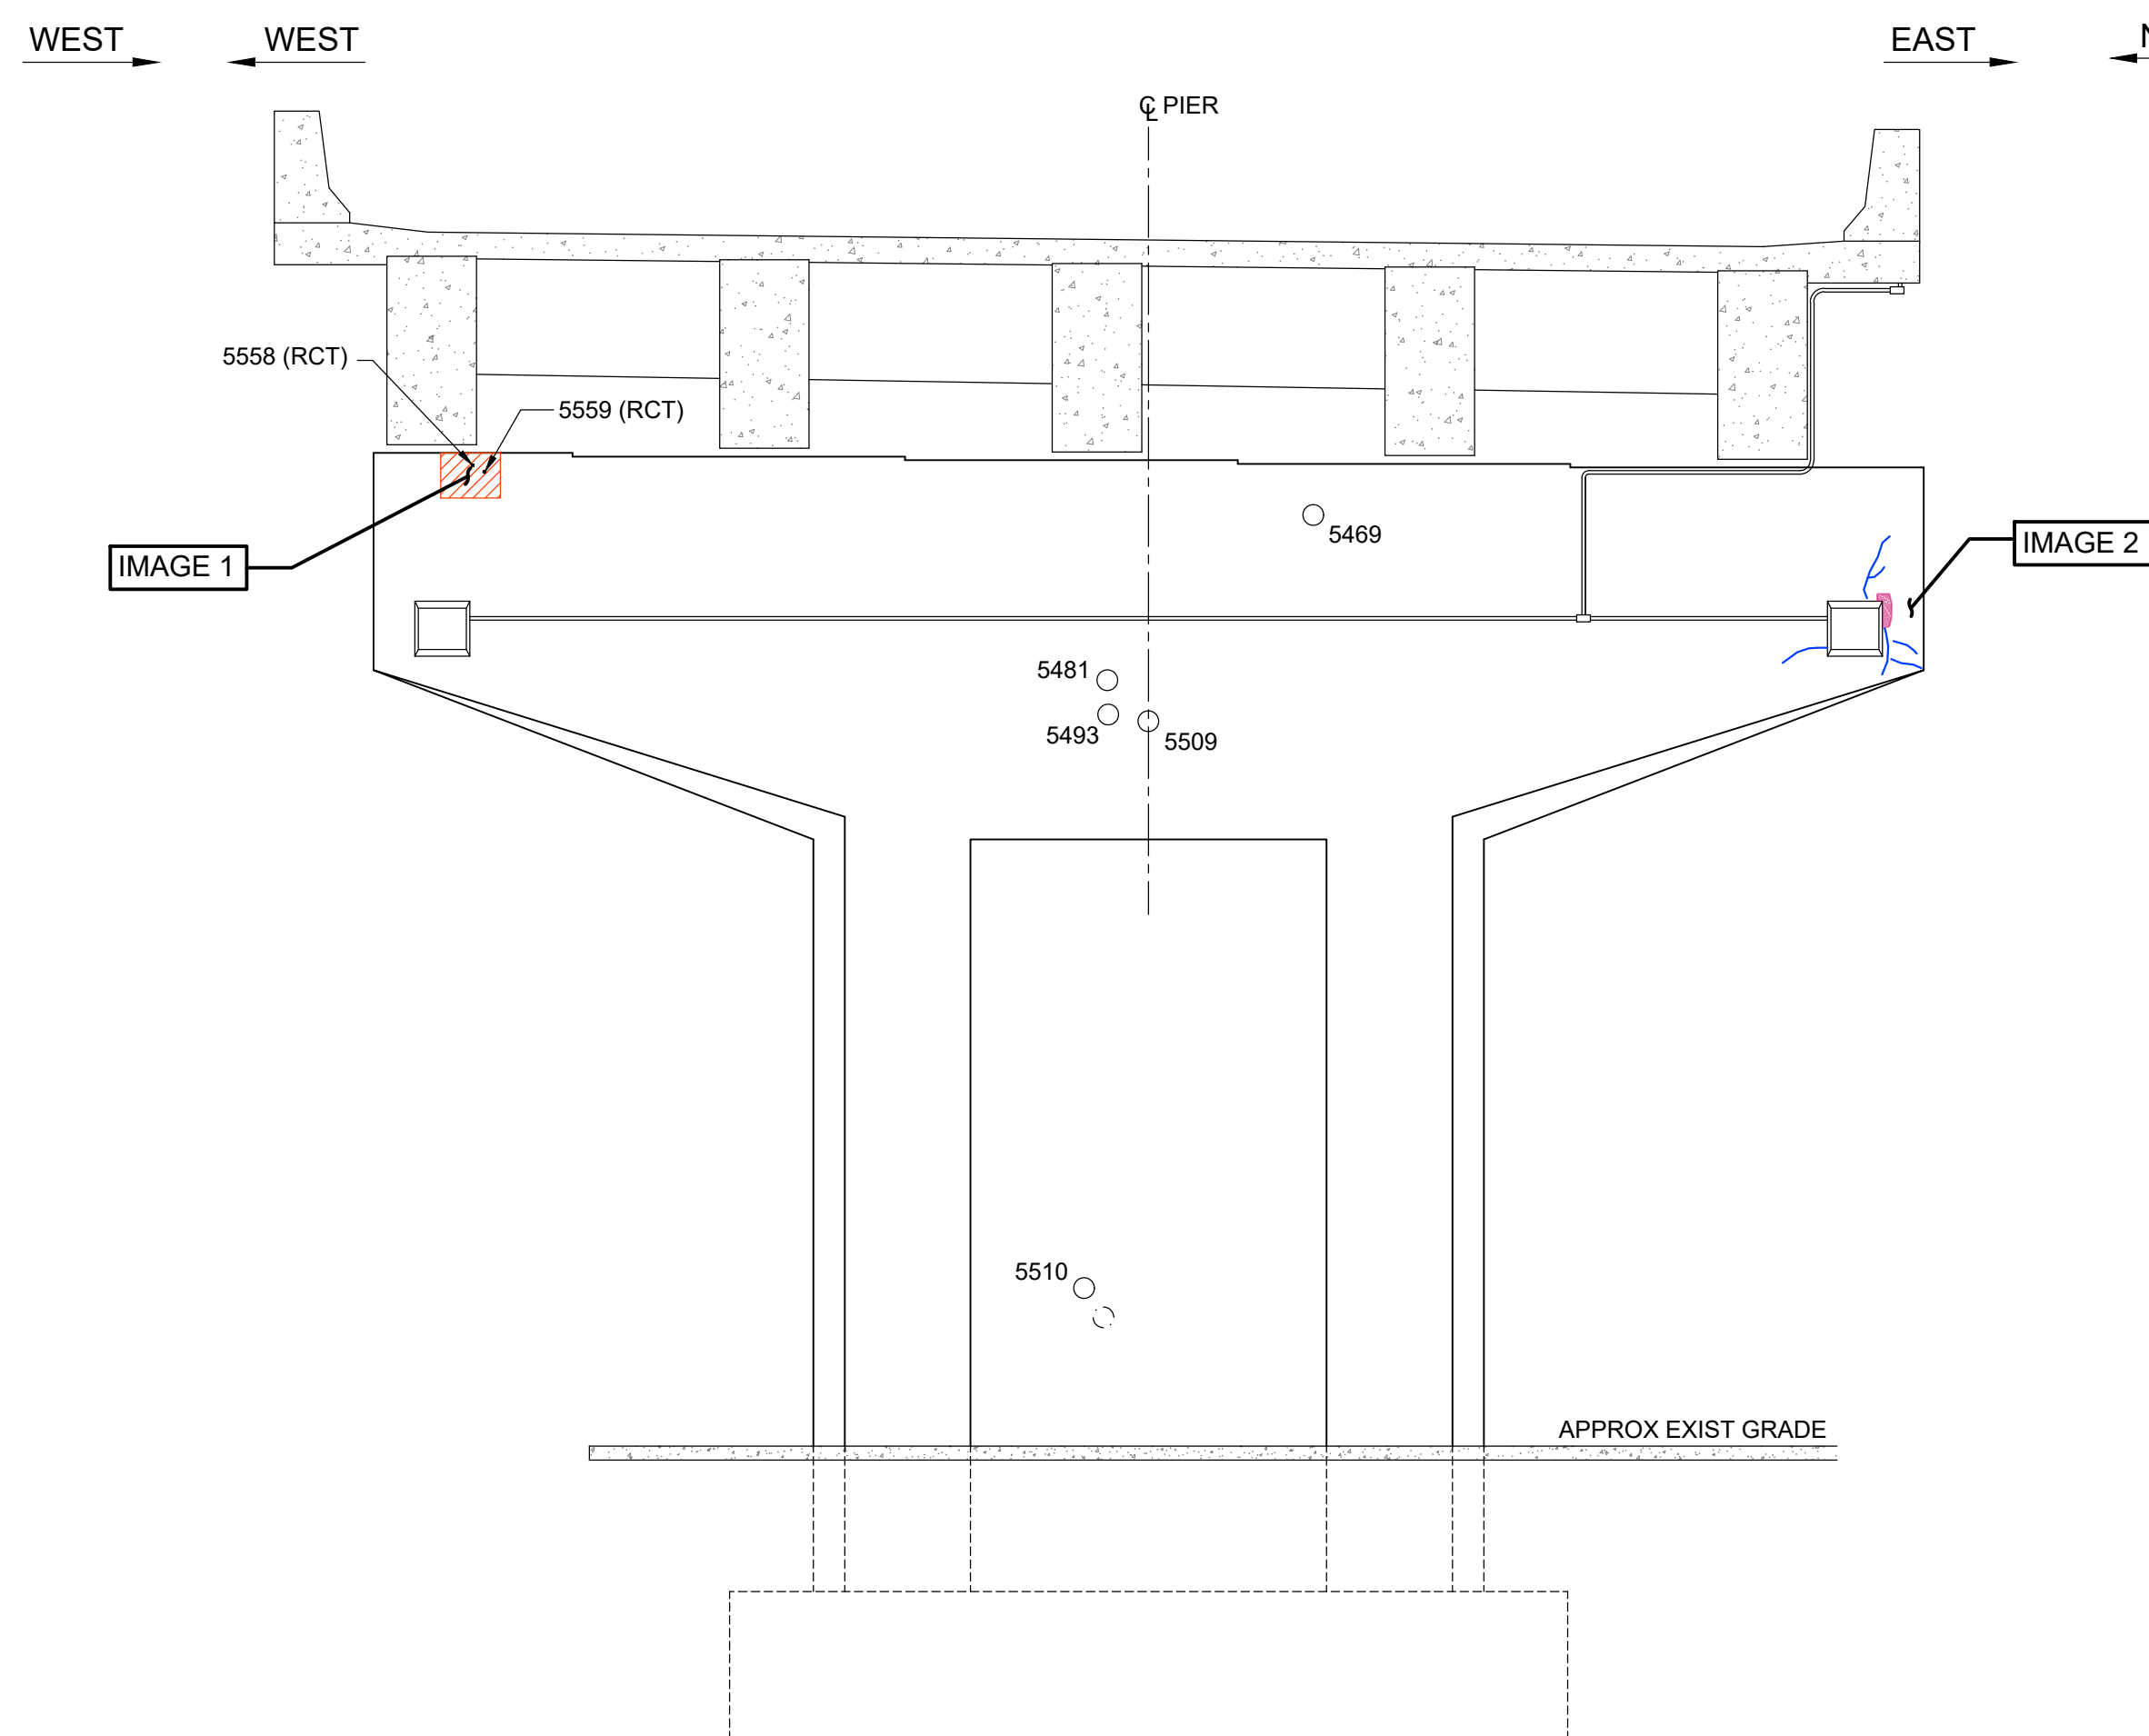 WEST
WEST
EAST
N
℄ PIER
5558 (RCT)
5559 (RCT)
5469
IMAGE 1
IMAGE 2
5481
5493
5509
5510
APPROX EXIST GRADE